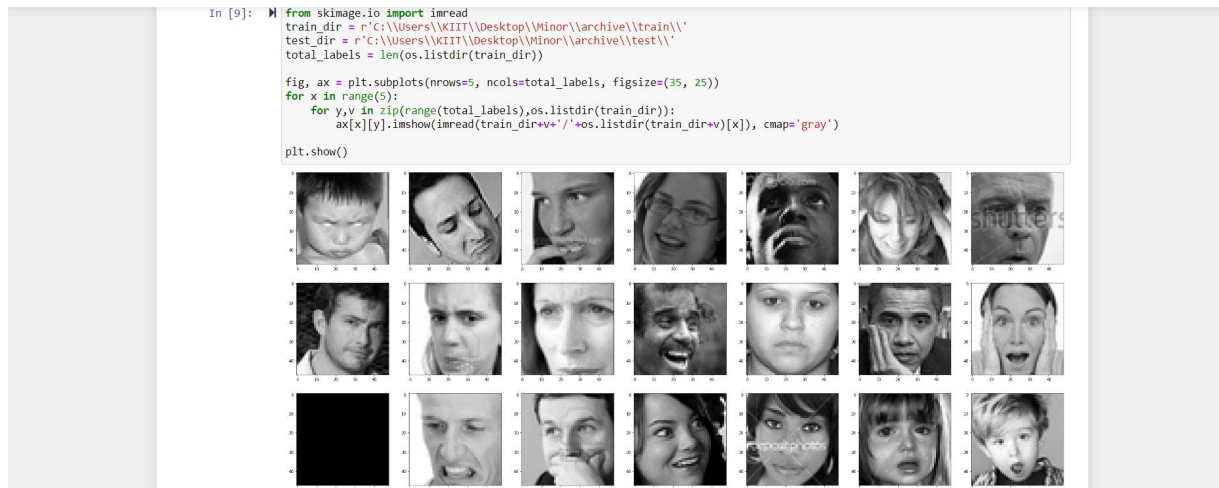 In [9]:
from skimage.io import imread
train_dir = r'C:\\Users\\KIIT\\Desktop\\Minor\\archive\\train\\'
test_dir = r'C:\\Users\\KIIT\\Desktop\\Minor\\archive\\test\\'
total_labels = len(os.listdir(train_dir))
fig, ax = plt.subplots(nrows=5, ncols=total_labels, figsize=(35, 25))
for x in range(5):
for y,v in zip(range(total_labels),os.listdir(train_dir)):
ax[x][y].imshow(imread(train_dir+v+'/'+os.listdir(train_dir+v)[x]), cmap='gray')
plt.show()
shutters